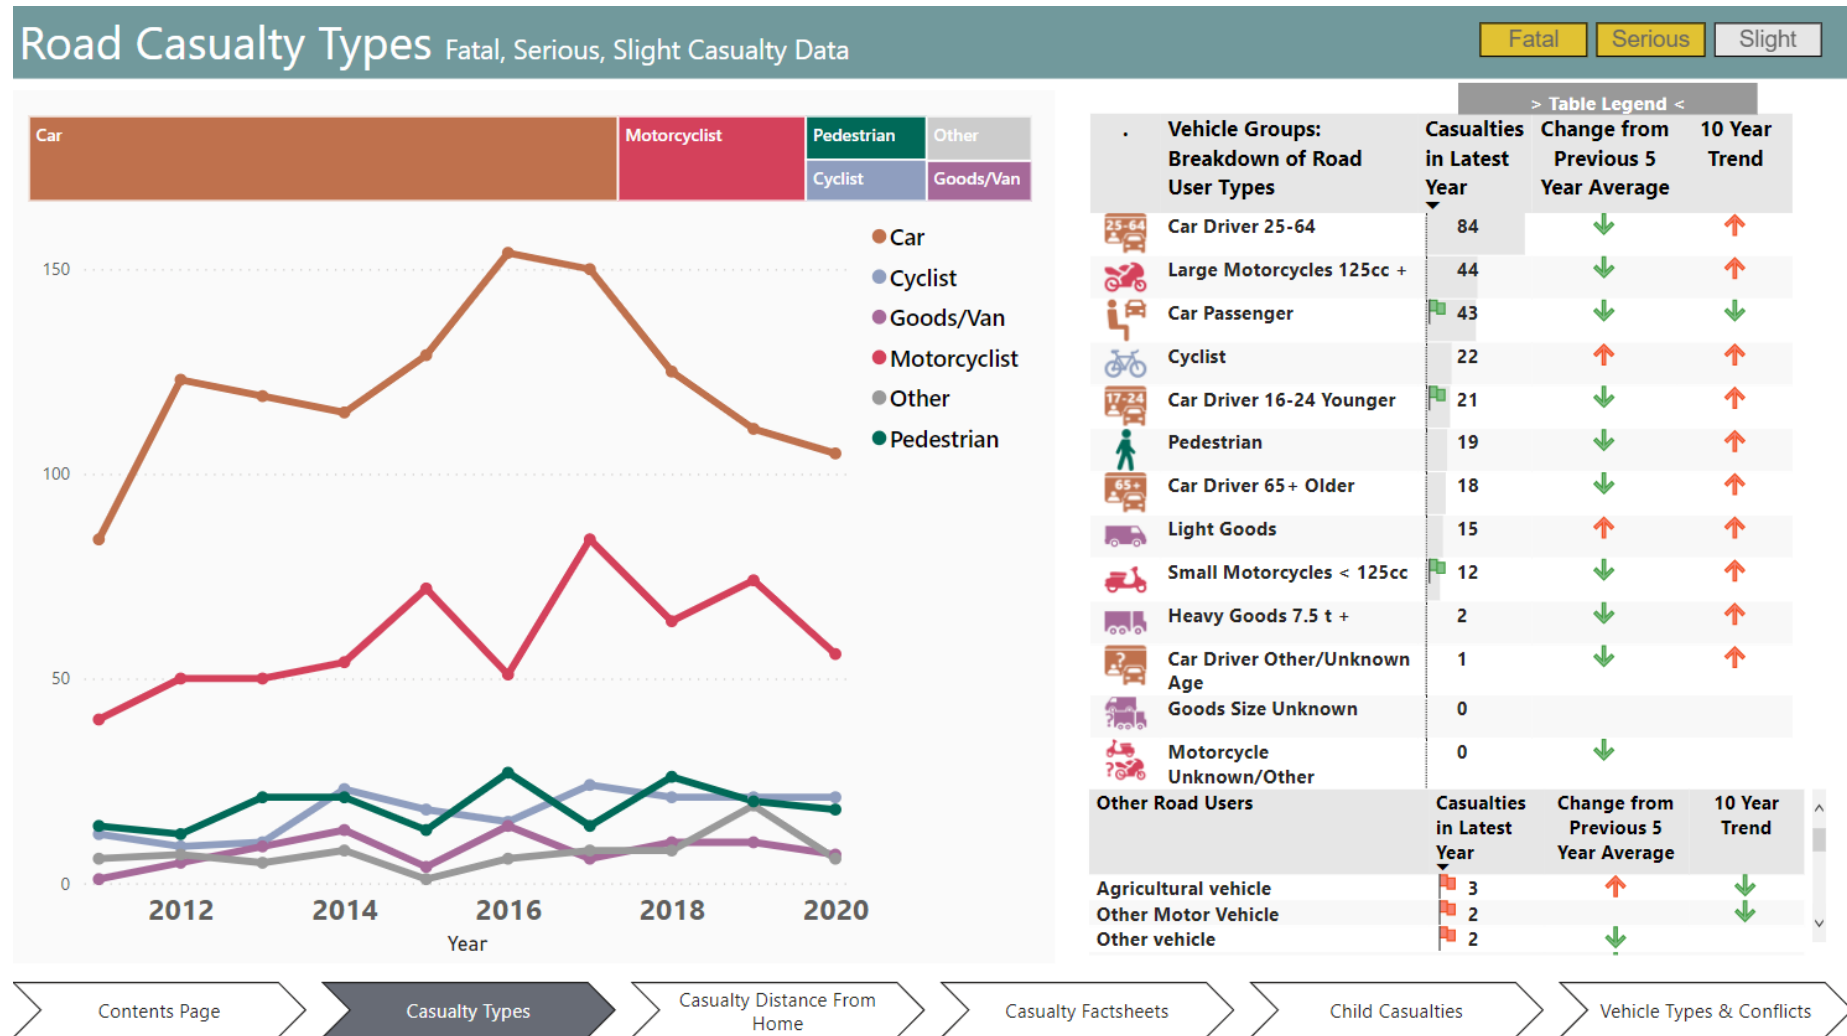 Road Casualty Types Fatal, Serious, Slight Casualty Data
Fatal
Serious
Slight
Car
Motorcyclist
Pedestrian
Other
Cyclist
Goods/Van
Car
Cyclist
Goods/Van
Motorcyclist
Other
Pedestrian
150
100
50
0
2012
2014
2016
2018
2020
Year
> Table Legend <
. Vehicle Groups: Casualties Change from 10 Year
Breakdown of Road in Latest Previous 5 Trend
User Types Year Year Average
25-64 Car Driver 25-64 84
Large Motorcycles 125cc + 44
Car Passenger 43
Cyclist 22
17-24 Car Driver 16-24 Younger 21
Pedestrian 19
65+ Car Driver 65+ Older 18
Light Goods 15
Small Motorcycles < 125cc 12
Heavy Goods 7.5 t + 2
? Car Driver Other/Unknown 1
Age
? Goods Size Unknown 0
? Motorcycle 0
Unknown/Other
Other Road Users Casualties Change from 10 Year
in Latest Previous 5 Trend
Year Year Average
Agricultural vehicle 3
Other Motor Vehicle 2
Other vehicle 2
Contents Page
Casualty Types
Casualty Distance From
Home
Casualty Factsheets
Child Casualties
Vehicle Types & Conflicts